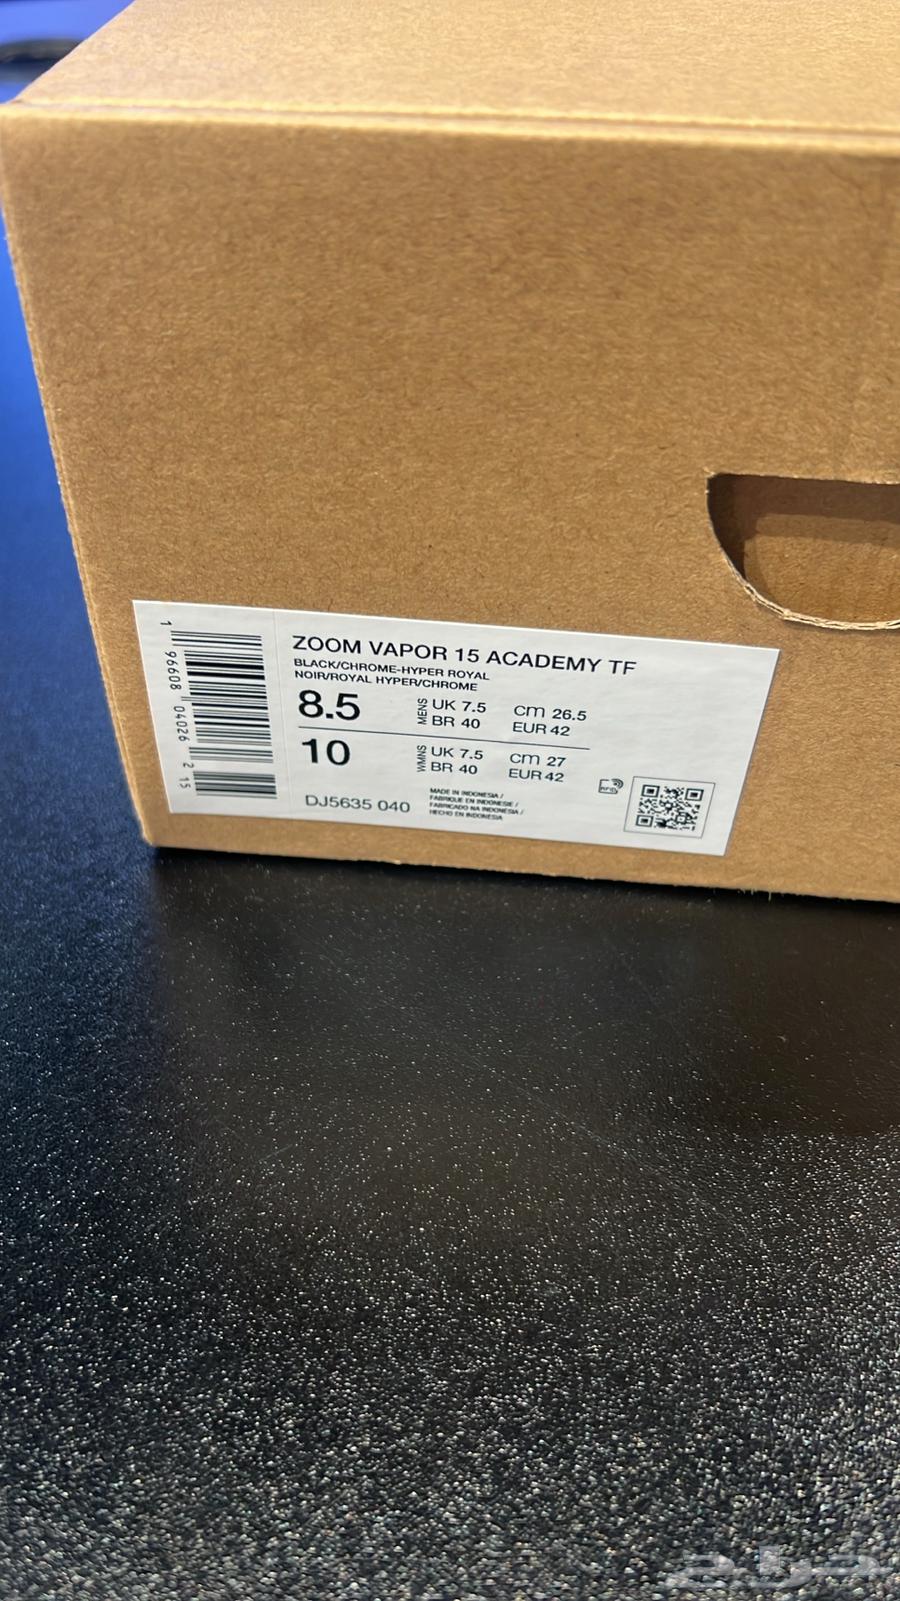 ZOOM VAPOR 15 ACADEMY TF
BLACK/CHROME-HYPER ROYAL
NOIR/ROYAL HYPER/CHROME
8.5 MENS UK 7.5 cm 26.5
BR 40 EUR 42
10 WMNS UK 7.5 cm 27
BR 40 EUR 42
DJ5635 040
MADE IN INDONESIA /
FABRIQUE EN INDONESIE /
FABRICADO NA INDONESIA /
HECHO EN INDONESIA
RFID
1 96608 04026 2 15
حراج